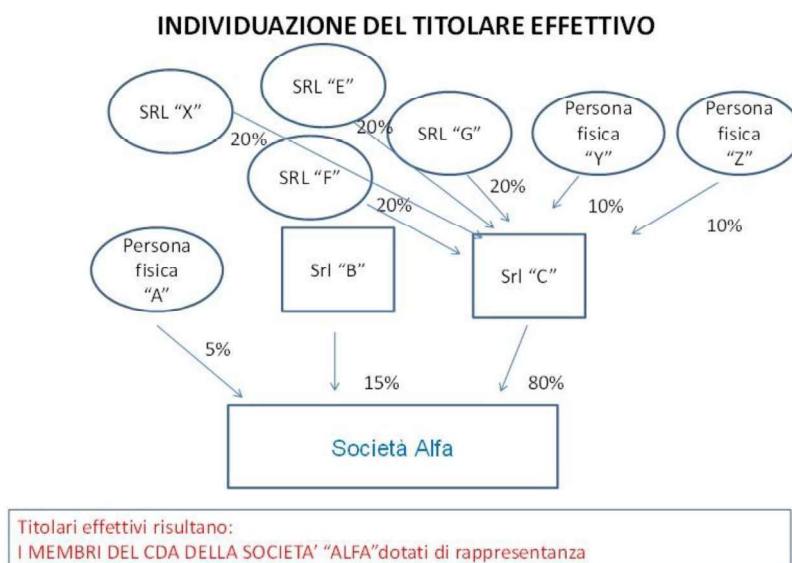 INDIVIDUAZIONE DEL TITOLARE EFFETTIVO
SRL “X”
SRL “E”
SRL “G”
Persona
fisica
“Y”
Persona
fisica
“Z”
20%
20%
SRL “F”
20%
20%
10%
10%
Persona
fisica
“A”
Srl “B”
Srl “C”
5%
15%
80%
Società Alfa
Titolari effettivi risultano:
I MEMBRI DEL CDA DELLA SOCIETA’ “ALFA”dotati di rappresentanza